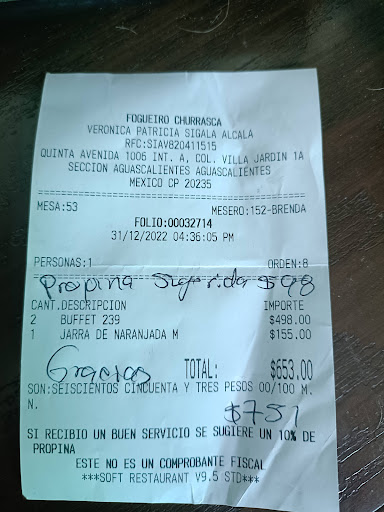 FOGUEIRO CHURRASCA
VERONICA PATRICIA SIGALA ALCALA
RFC:SIAV820411515
QUINTA AVENIDA 1006 INT. A, COL. VILLA JARDIN 1A
SECCION AGUASCALIENTES AGUASCALIENTES
MEXICO CP 20235
MESA:53 MESERO:152-BRENDA
FOLIO:00032714
31/12/2022 04:36:05 PM
PERSONAS:1 ORDEN:8
Propina Sugerida $98
CANT.DESCRIPCION IMPORTE
2 BUFFET 239 $498.00
1 JARRA DE NARANJADA M $155.00
Gracias TOTAL: $653.00
SON:SEISCIENTOS CINCUENTA Y TRES PESOS 00/100 M.
N.
$751
SI RECIBIO UN BUEN SERVICIO SE SUGIERE UN 10% DE
PROPINA
ESTE NO ES UN COMPROBANTE FISCAL
***SOFT RESTAURANT V9.5 STD***